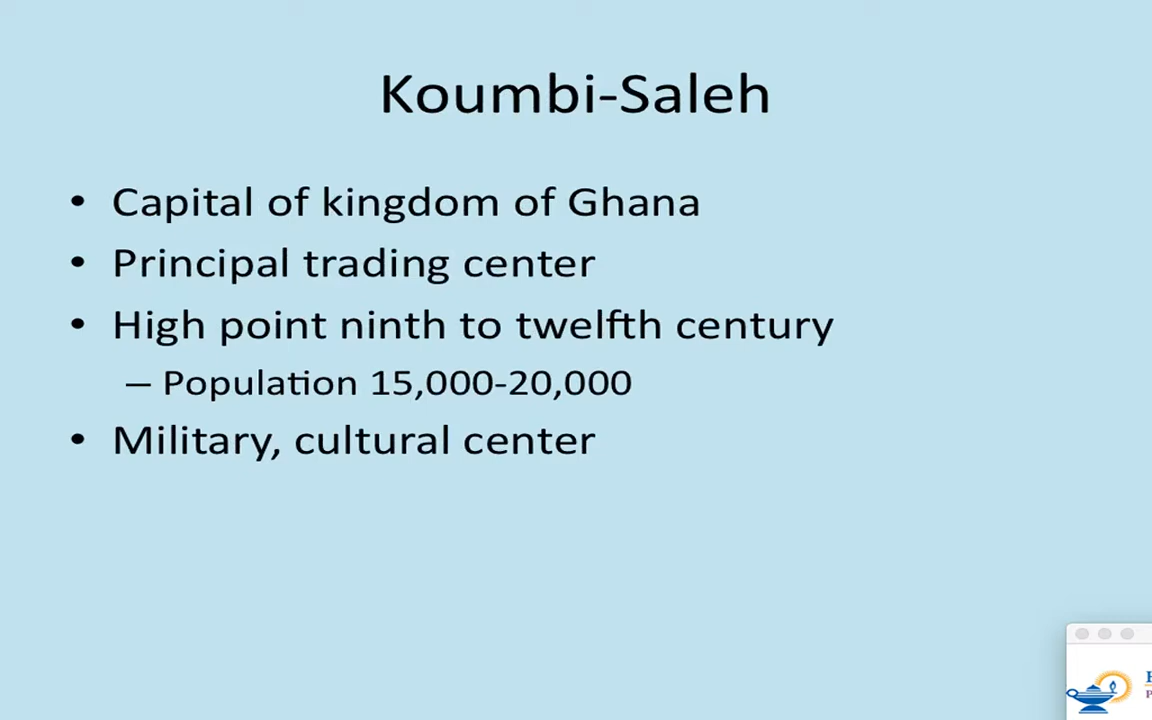 Koumbi-Saleh
• Capital of kingdom of Ghana
• Principal trading center
• High point ninth to twelfth century
– Population 15,000-20,000
• Military, cultural center